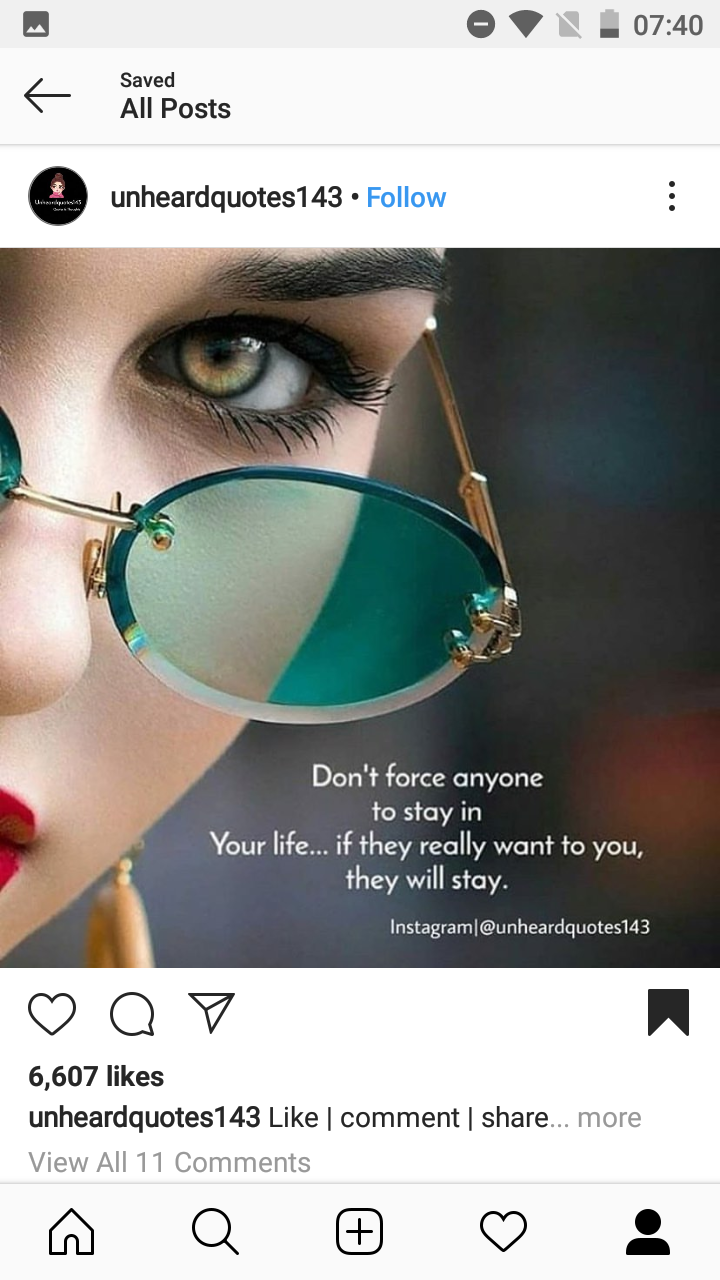 07:40
Saved
All Posts
unheardquotes143 • Follow
Don't force anyone
to stay in
Your life... if they really want to you,
they will stay.
Instagram|@unheardquotes143
6,607 likes
unheardquotes143 Like | comment | share... more
View All 11 Comments